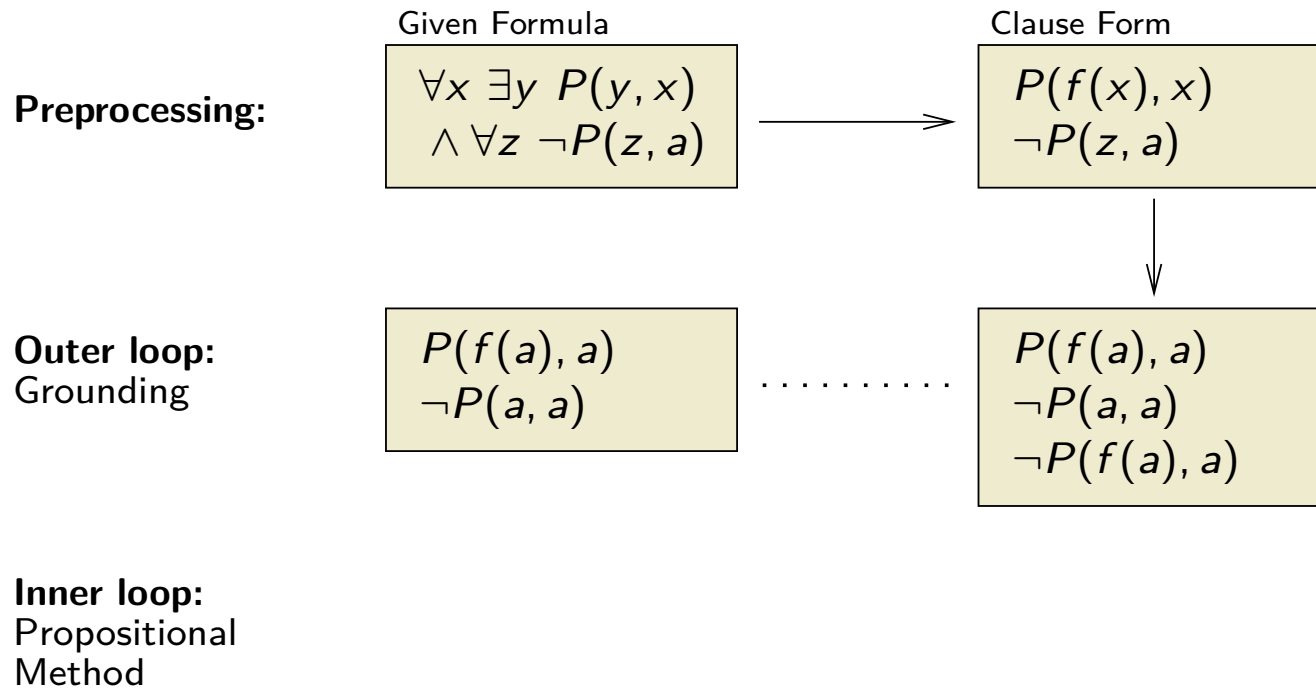 Given Formula
Clause Form
Preprocessing:
∀x ∃y P(y, x)
∧ ∀z ¬P(z, a)
P(f(x), x)
¬P(z, a)
Outer loop:
Grounding
P(f(a), a)
¬P(a, a)
P(f(a), a)
¬P(a, a)
¬P(f(a), a)
Inner loop:
Propositional
Method